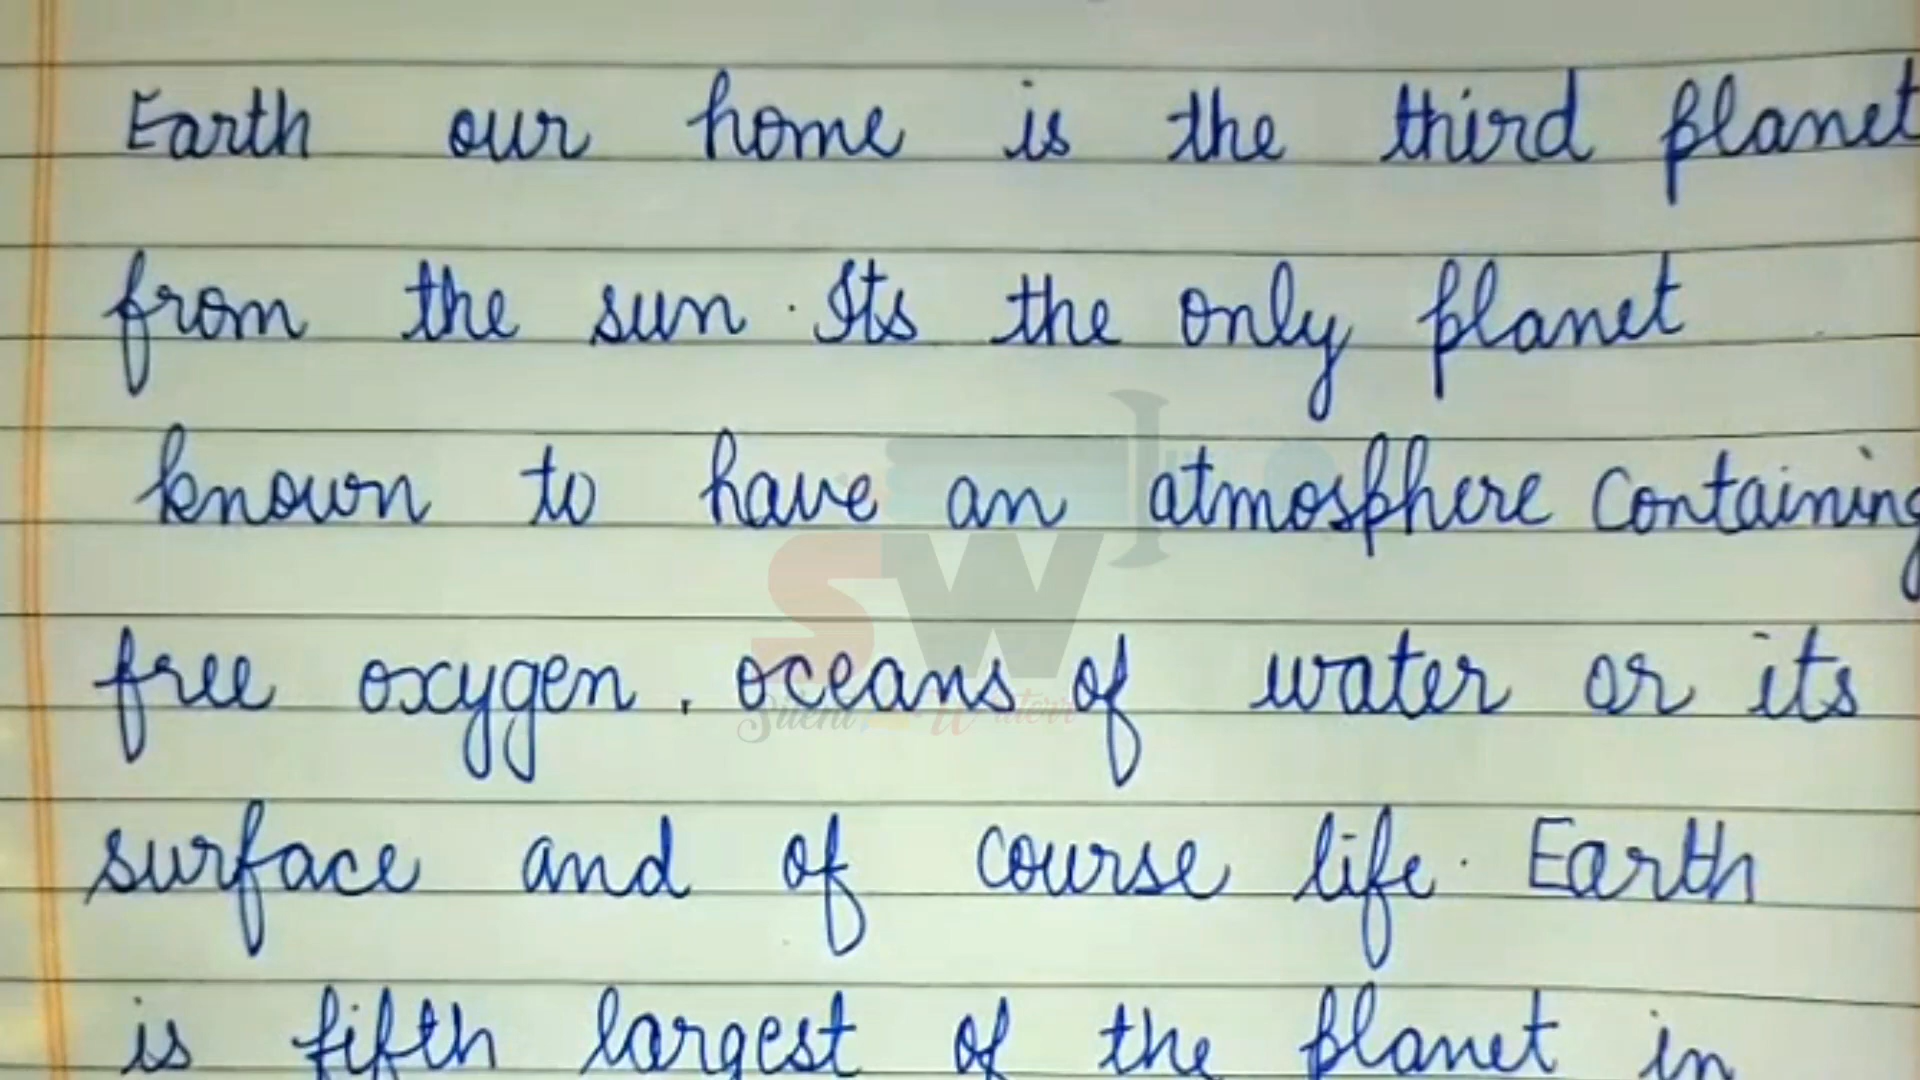 Earth our home is the third planet
from the sun. Its the only planet
known to have an atmosphere containing
free oxygen. oceans of water or its
surface and of course life. Earth
is fifth largest of the planet in
SW